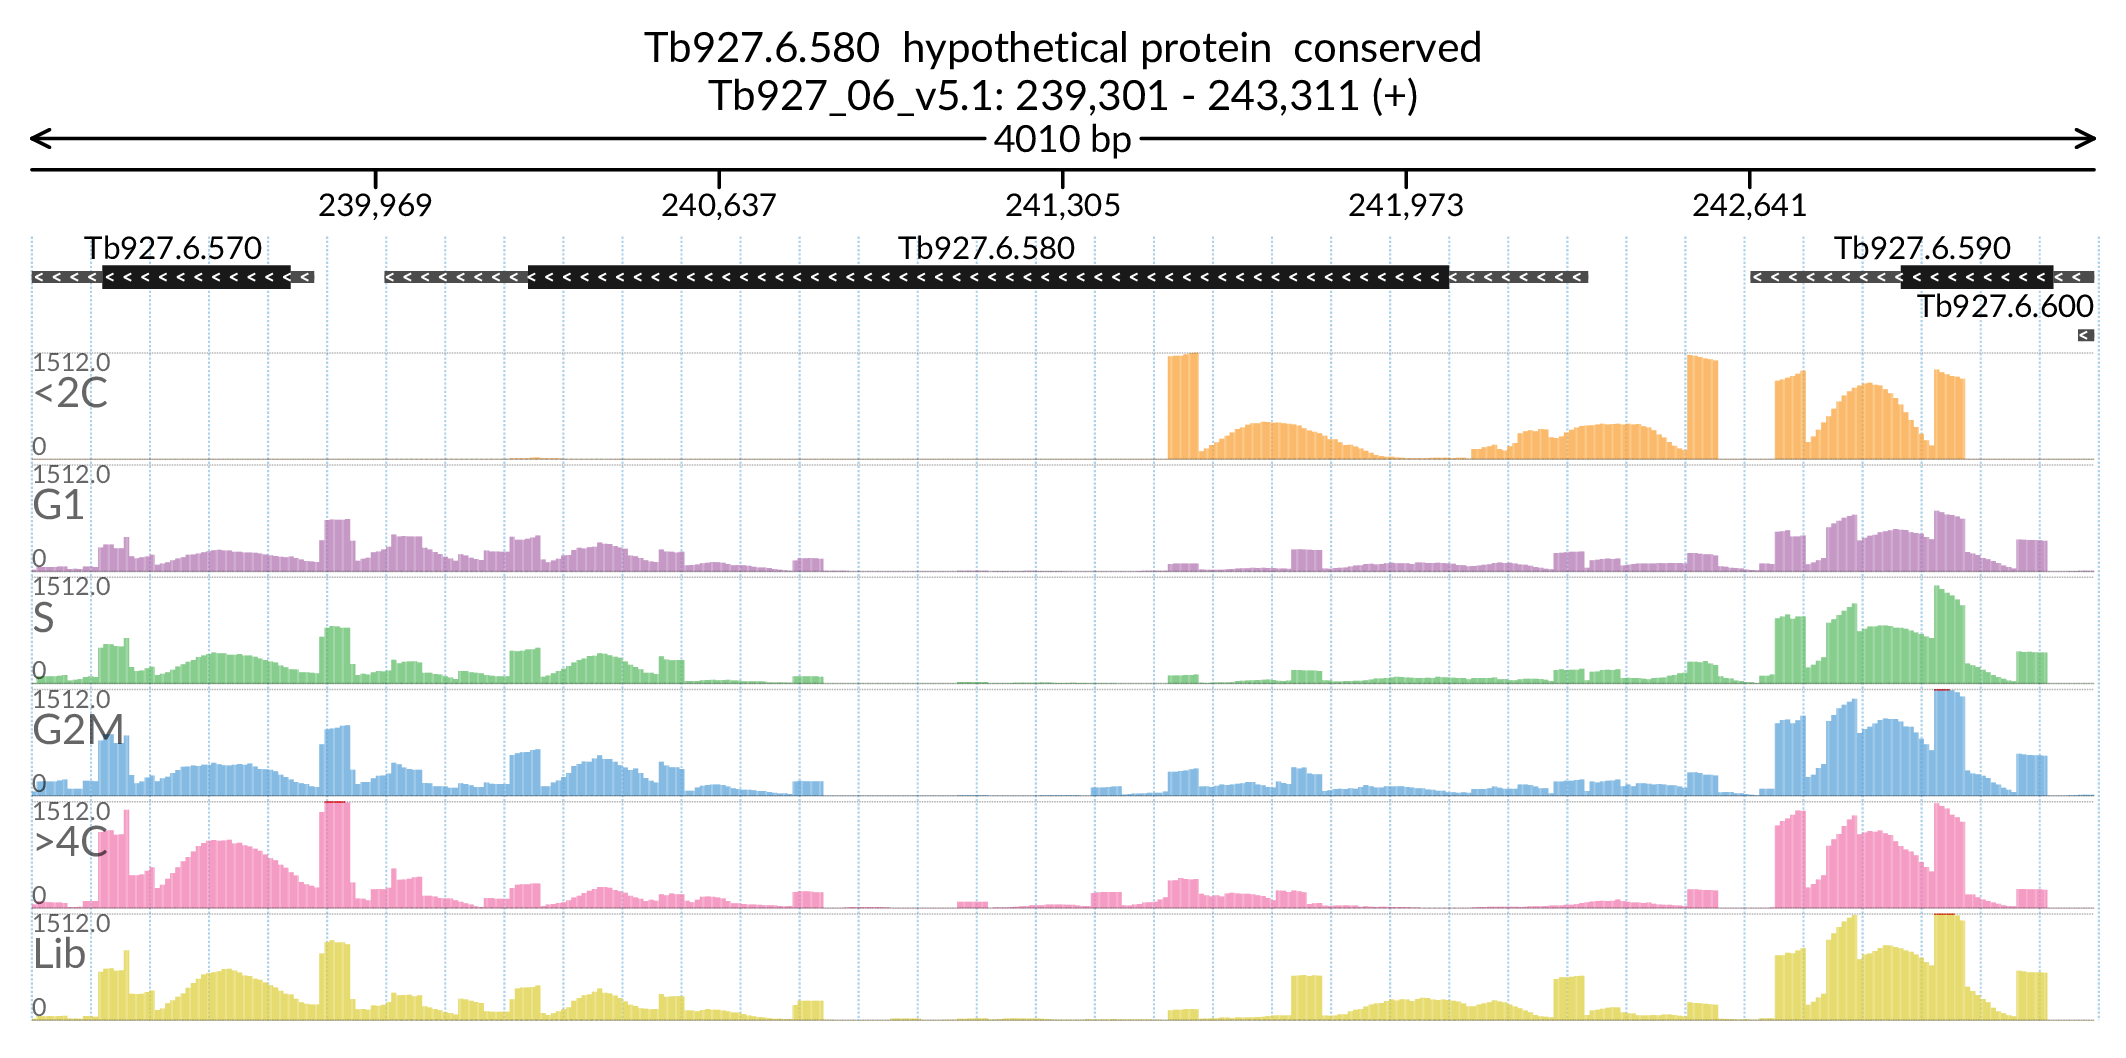 Tb927.6.580 hypothetical protein conserved
Tb927_06_v5.1: 239,301 - 243,311 (+)
4010 bp
239,969 240,637 241,305 241,973 242,641
Tb927.6.570 Tb927.6.580 Tb927.6.590
Tb927.6.600
1512.0
<2C
0
1512.0
G1
0
1512.0
S
0
1512.0
G2M
0
1512.0
>4C
0
1512.0
Lib
0